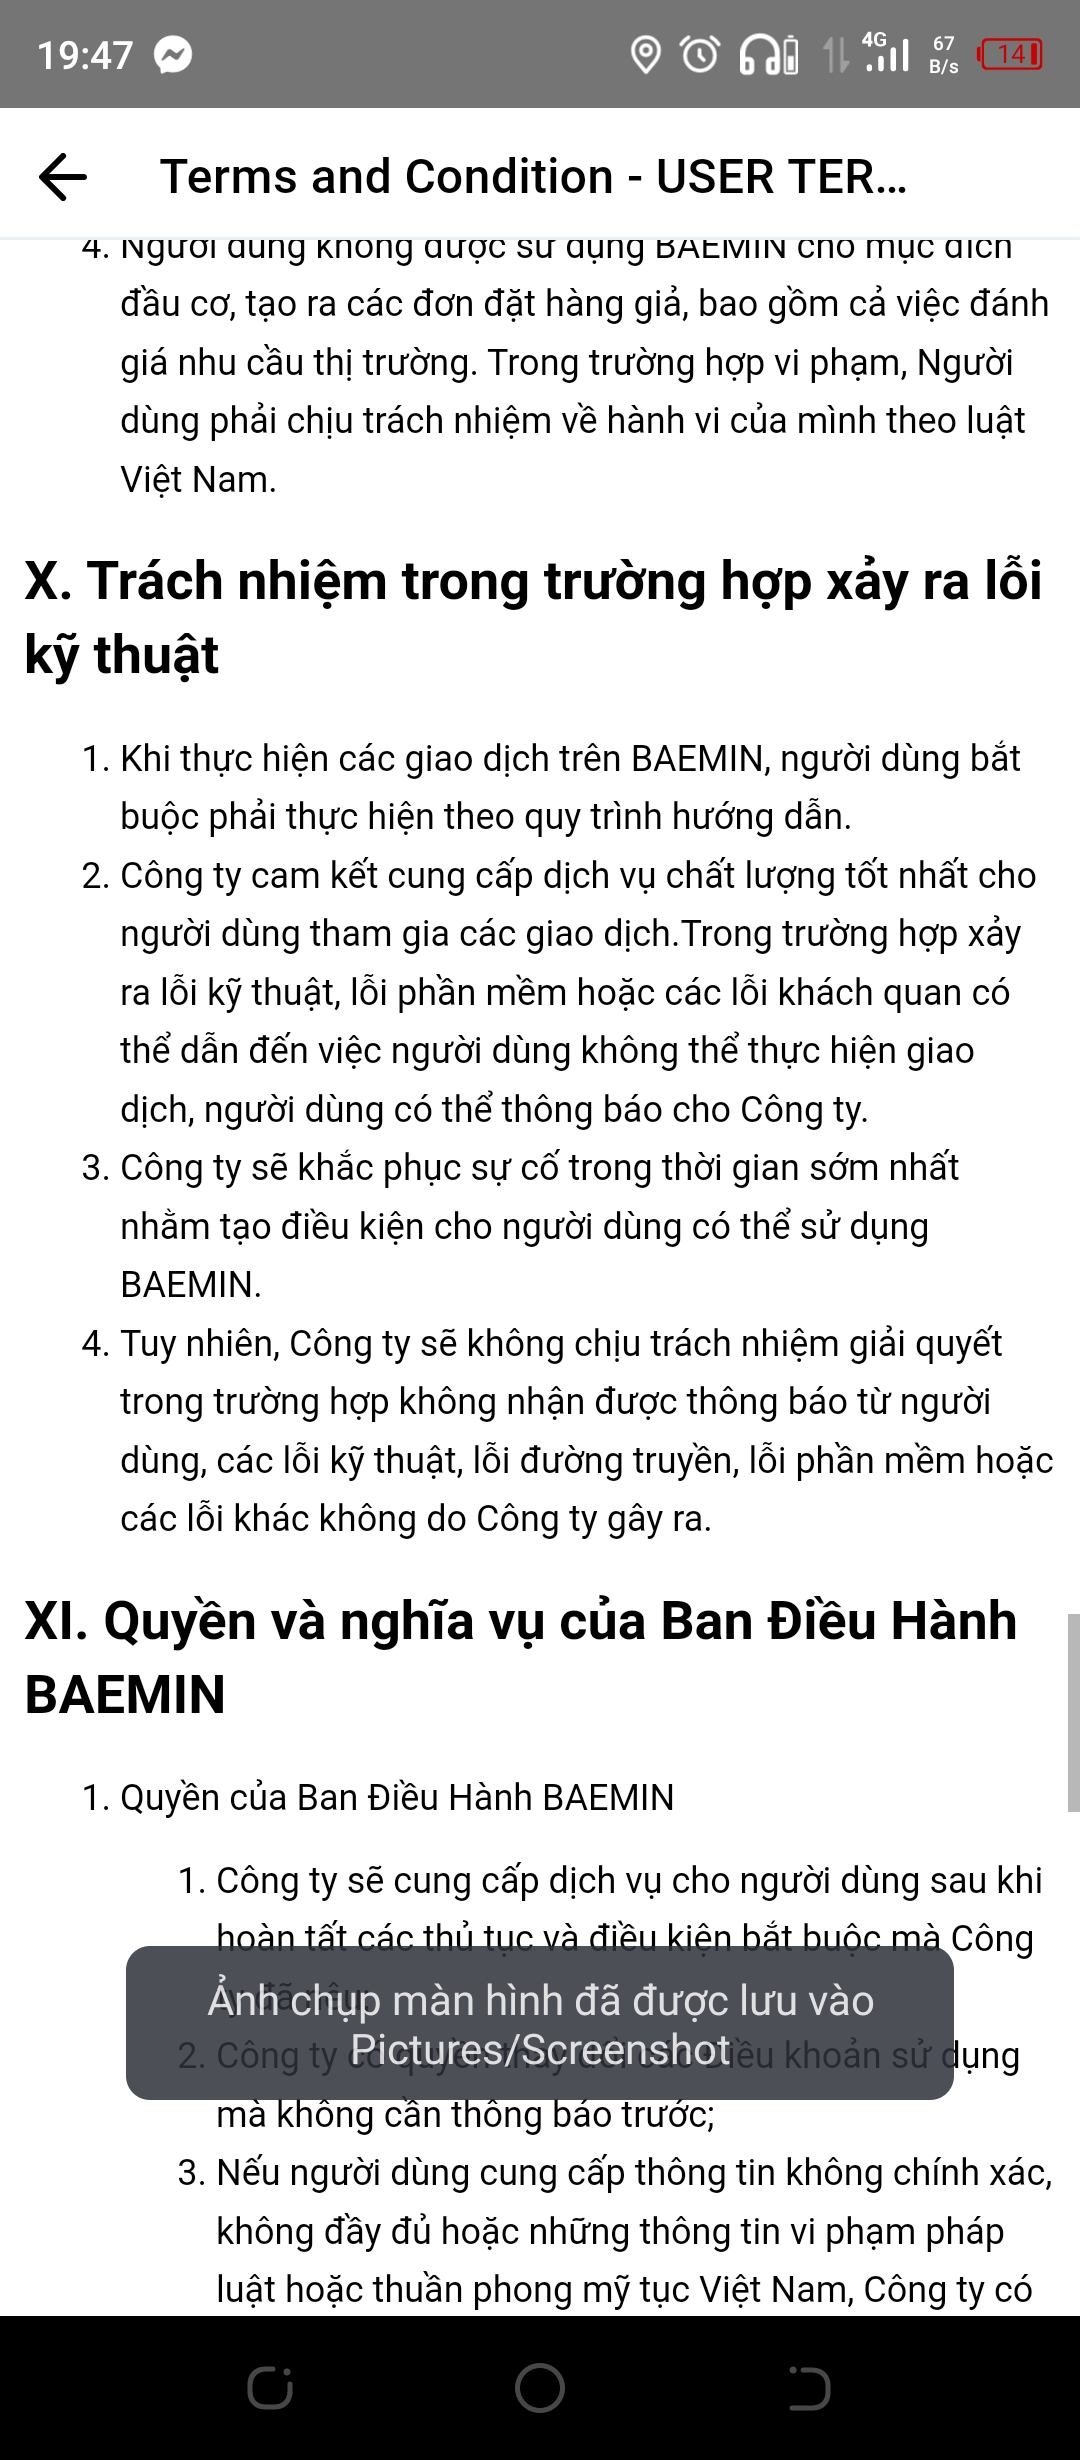 19:47
4G
67
B/s
14
Terms and Condition - USER TER...
4. Người dùng không được sử dụng BAEMIN cho mục đích
đầu cơ, tạo ra các đơn đặt hàng giả, bao gồm cả việc đánh
giá nhu cầu thị trường. Trong trường hợp vi phạm, Người
dùng phải chịu trách nhiệm về hành vi của mình theo luật
Việt Nam.
X. Trách nhiệm trong trường hợp xảy ra lỗi
kỹ thuật
1. Khi thực hiện các giao dịch trên BAEMIN, người dùng bắt
buộc phải thực hiện theo quy trình hướng dẫn.
2. Công ty cam kết cung cấp dịch vụ chất lượng tốt nhất cho
người dùng tham gia các giao dịch.Trong trường hợp xảy
ra lỗi kỹ thuật, lỗi phần mềm hoặc các lỗi khách quan có
thể dẫn đến việc người dùng không thể thực hiện giao
dịch, người dùng có thể thông báo cho Công ty.
3. Công ty sẽ khắc phục sự cố trong thời gian sớm nhất
nhằm tạo điều kiện cho người dùng có thể sử dụng
BAEMIN.
4. Tuy nhiên, Công ty sẽ không chịu trách nhiệm giải quyết
trong trường hợp không nhận được thông báo từ người
dùng, các lỗi kỹ thuật, lỗi đường truyền, lỗi phần mềm hoặc
các lỗi khác không do Công ty gây ra.
XI. Quyền và nghĩa vụ của Ban Điều Hành
BAEMIN
1. Quyền của Ban Điều Hành BAEMIN
1. Công ty sẽ cung cấp dịch vụ cho người dùng sau khi
hoàn tất các thủ tục và điều kiện bắt buộc mà Công
Ảnh chụp màn hình đã được lưu vào
Pictures/Screenshot
2. Công ty điều khoản sử dụng
mà không cần thông báo trước;
3. Nếu người dùng cung cấp thông tin không chính xác,
không đầy đủ hoặc những thông tin vi phạm pháp
luật hoặc thuần phong mỹ tục Việt Nam, Công ty có